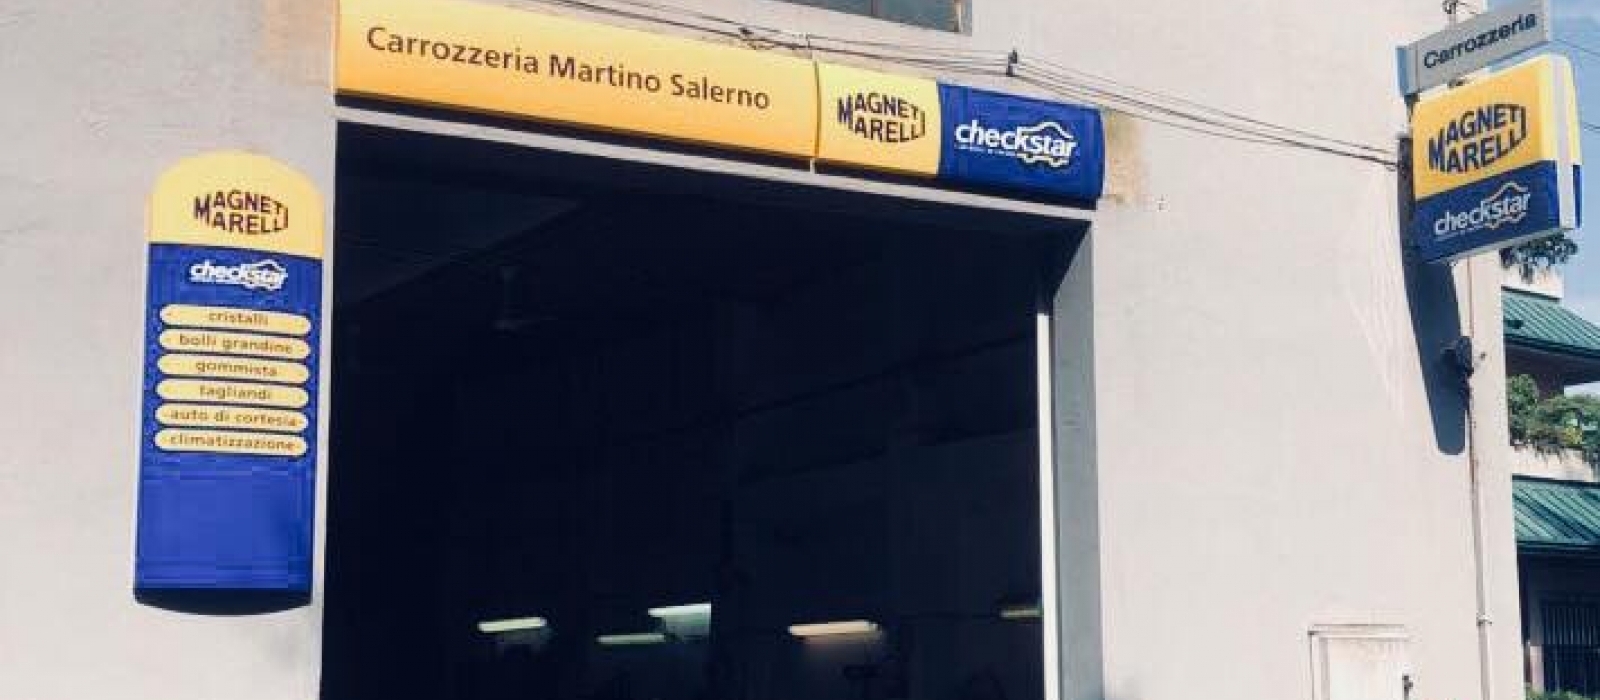 Carrozzeria Martino Salerno
MAGNETI
MARELLI
checkstar
Carrozzeria
MAGNETI
MARELLI
checkstar
MAGNETI
MARELLI
checkstar
cristalli
bolli grandine
gommista
tagliandi
auto di cortesia
climatizzazione